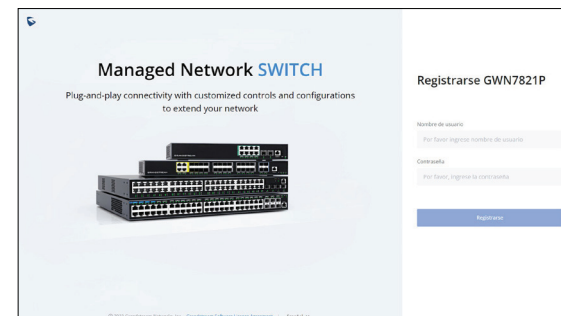 Managed Network SWITCH
Plug-and-play connectivity with customized controls and configurations
to extend your network
Registrarse GWN7821P
Nombre de usuario
Por favor ingrese nombre de usuario
Contraseña
Por favor, ingrese la contraseña
Registrarse